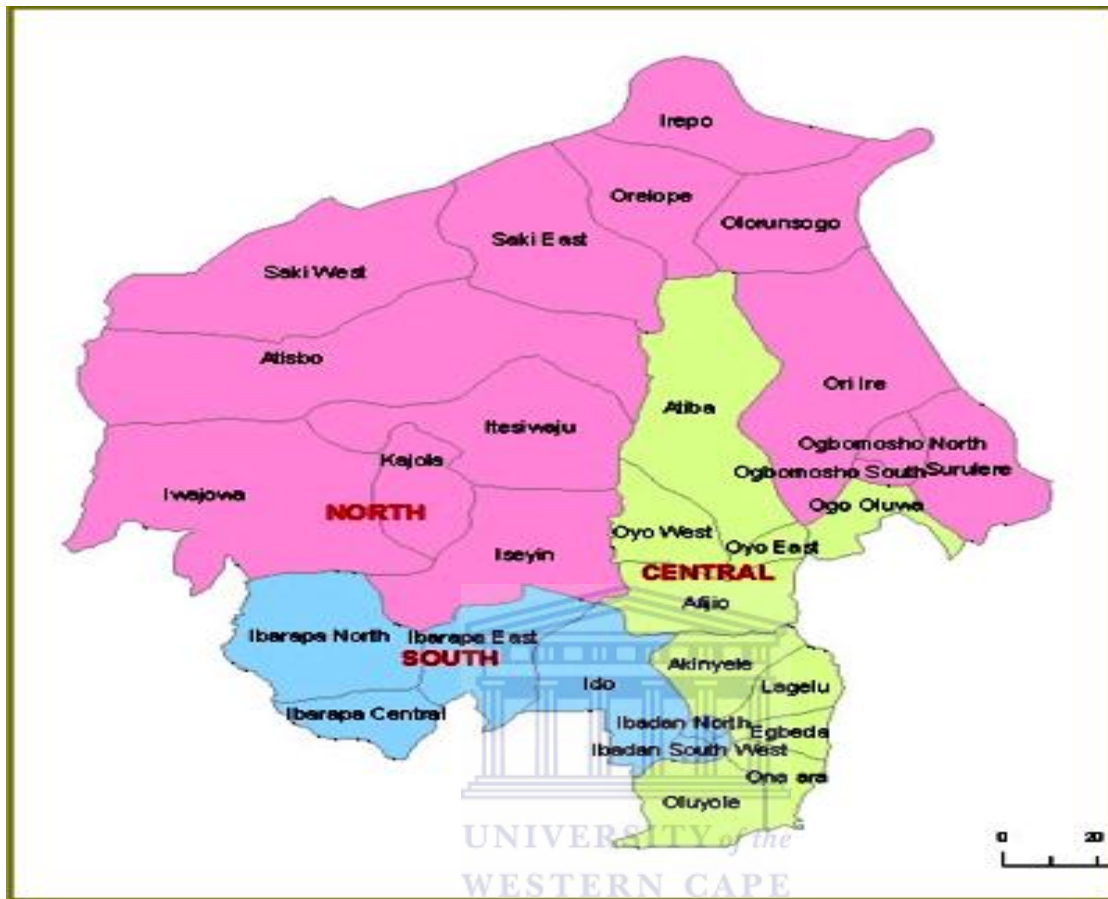 Irepo
Orelope
Olorunsogo
Saki East
Saki West
Atisbo
Ori Ire
Atiba
Itesiwaju
Ogbomosho North
Kajola
Ogbomosho South
Surulere
Iwajowa
NORTH
Ogo Oluwa
Oyo West
Oyo East
Iseyin
CENTRAL
Afijio
Ibarapa North
Ibarapa East
SOUTH
Akinyele
Ido
Lagelu
Ibarapa Central
Ibadan North
Egbeda
Ibadan South West
Ona ara
Oluyole
UNIVERSITY of the
WESTERN CAPE
0 20